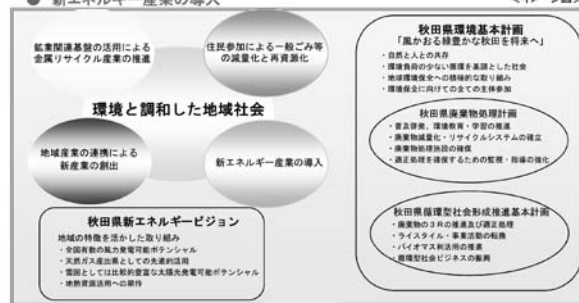 ● 新エネルギー産業の導入
鉱業関連基盤の活用による
金属リサイクル産業の推進
住民参加による一般ごみ等
の減量化と再資源化
環境と調和した地域社会
地域産業の連携による
新産業の創出
新エネルギー産業の導入
秋田県新エネルギービジョン
地域の特徴を活かした取り組み
・全国有数の風力発電可能ポテンシャル
・天然ガス産出県としての先進的活用
・雪国としては比較的豊富な太陽光発電可能ポテンシャル
・地熱資源活用への期待
秋田県環境基本計画
「風かおる緑豊かな秋田を将来へ」
・自然と人との共存
・環境負荷の少ない循環を基調とした社会
・地球環境保全への積極的な取り組み
・環境保全に向けての全ての主体参加
秋田県廃棄物処理計画
・普及啓発、環境教育・学習の推進
・廃棄物減量化・リサイクルシステムの確立
・廃棄物処理施設の確保
・適正処理を確保するための監視・指導の強化
秋田県循環型社会形成推進基本計画
・廃棄物の3Rの推進及び適正処理
・ライスタイル・事業活動の転換
・バイオマス利活用の推進
・循環型社会ビジネスの振興